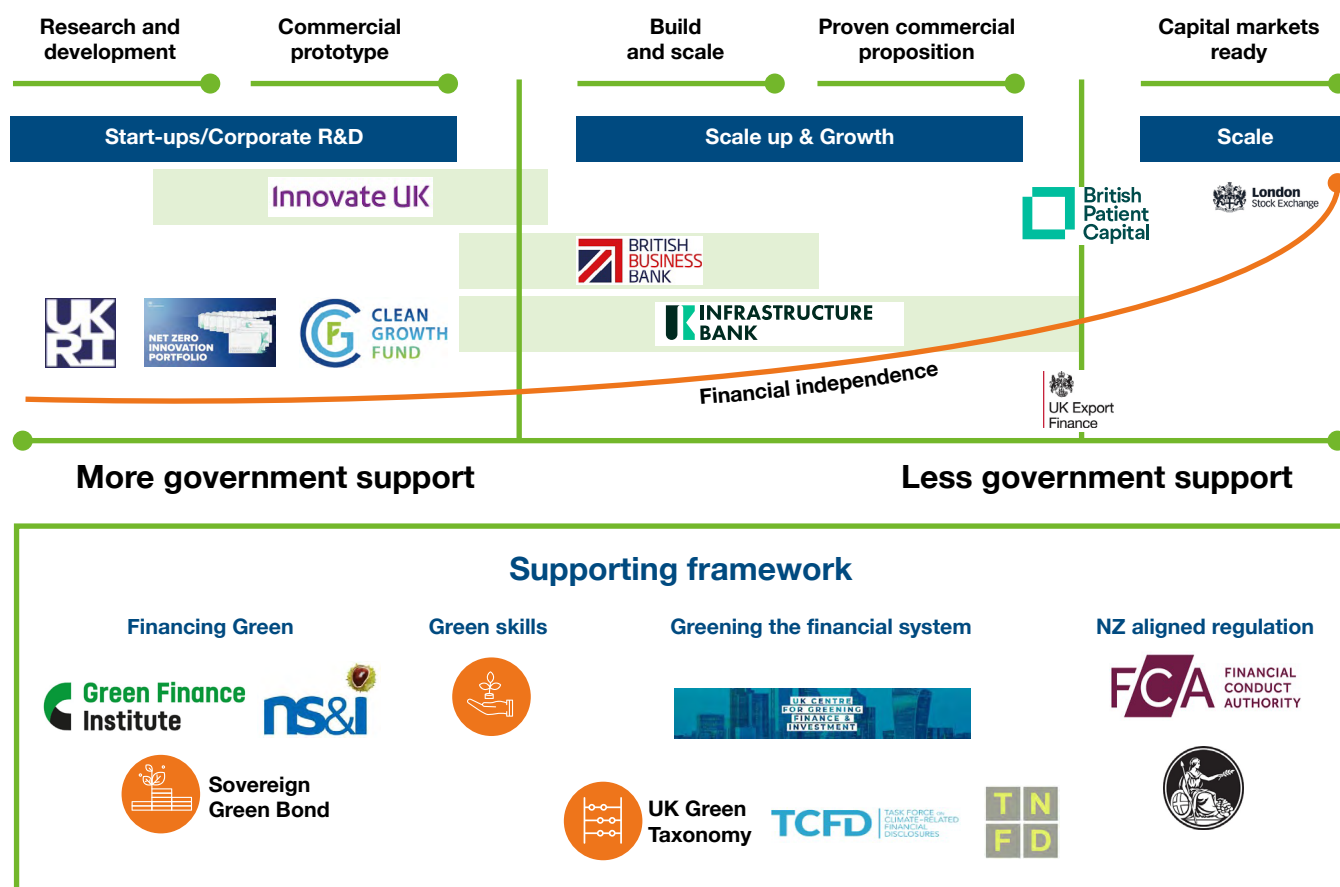 Research and
development
Commercial
prototype
Build
and scale
Proven commercial
proposition
Capital markets
ready
Start-ups/Corporate R&D
Scale up & Growth
Scale
Innovate UK
British
Patient
Capital
London
Stock Exchange
BRITISH
BUSINESS
BANK
UK
RI
NET ZERO
INNOVATION
PORTFOLIO
CGF
CLEAN
GROWTH
FUND
UK INFRASTRUCTURE
BANK
Financial independence
UK Export
Finance
More government support
Less government support
Supporting framework
Financing Green
Green skills
Greening the financial system
NZ aligned regulation
Green Finance
Institute
ns&i
UK CENTRE
FOR GREENING
FINANCE &
INVESTMENT
FCA
FINANCIAL
CONDUCT
AUTHORITY
Sovereign
Green Bond
UK Green
Taxonomy
TCFD
TASK FORCE ON
CLIMATE-RELATED
FINANCIAL
DISCLOSURES
TN
FD